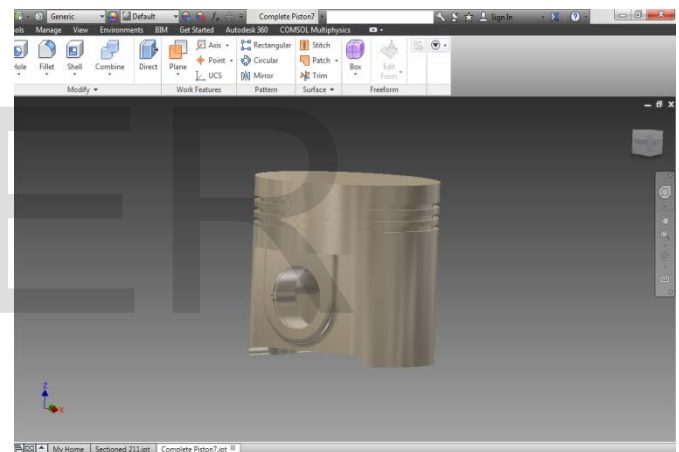 Generic Default Complete Piston7 Sign In
ols Manage View Environments BIM Get Started Autodesk 360 COMSOL Multiphysics
Axis Rectangular Stitch
Point Circular Patch
Hole Fillet Shell Combine Direct Plane UCS Mirror Trim Box Edit Form
Modify Work Features Pattern Surface Freeform
ER
Z
X
My Home Sectioned 211.ipt Complete Piston7.ipt